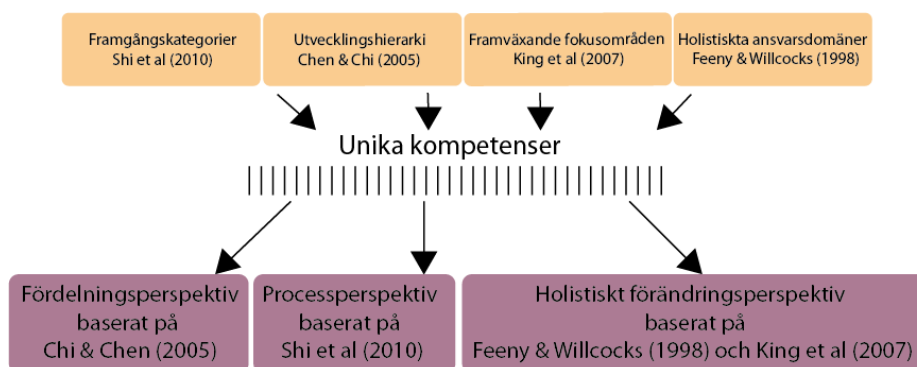 Framgångskategorier
Shi et al (2010)
Utvecklingshierarki
Chen & Chi (2005)
Framväxande fokusområden
King et al (2007)
Holistiskta ansvarsdomäner
Feeny & Willcocks (1998)
Unika kompetenser
Fördelningsperspektiv
baserat på
Chi & Chen (2005)
Processperspektiv
baserat på
Shi et al (2010)
Holistiskt förändringsperspektiv
baserat på
Feeny & Willcocks (1998) och King et al (2007)